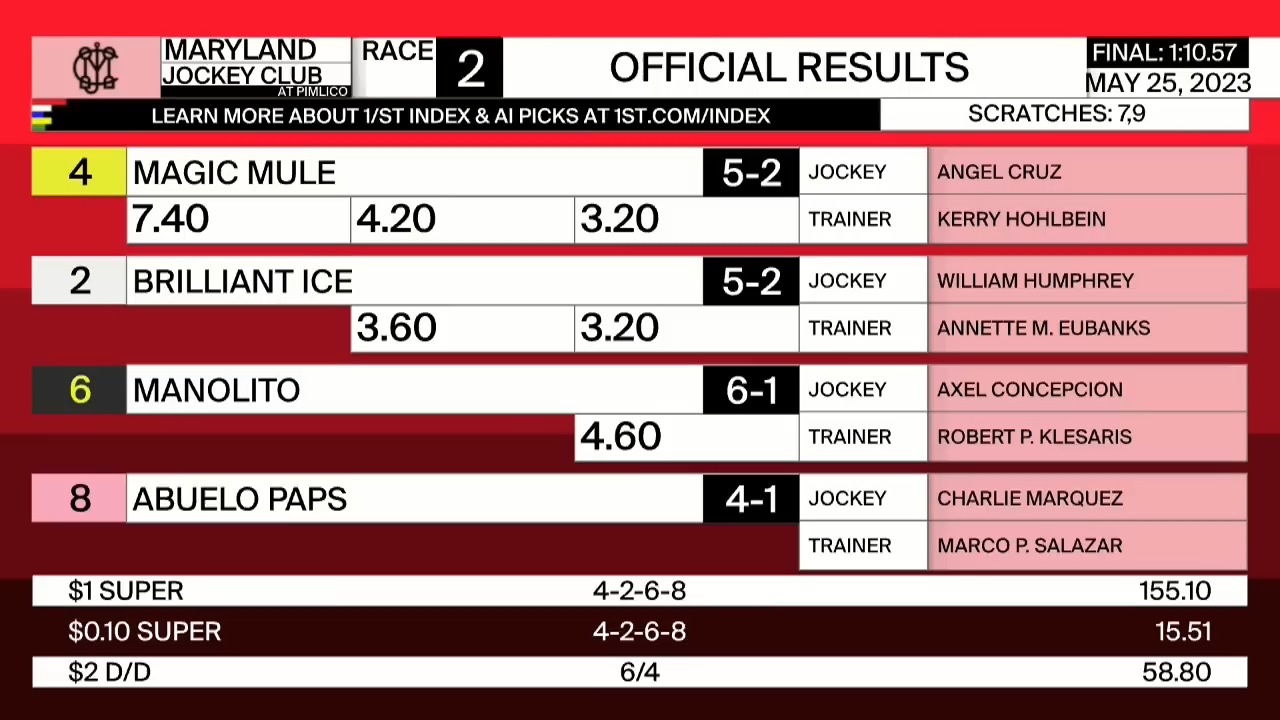 MARYLAND
JOCKEY CLUB
AT PIMLICO
RACE 2
OFFICIAL RESULTS
FINAL: 1:10.57
MAY 25, 2023
LEARN MORE ABOUT 1/ST INDEX & AI PICKS AT 1ST.COM/INDEX
SCRATCHES: 7,9
4 MAGIC MULE 5-2 JOCKEY ANGEL CRUZ
7.40 4.20 3.20 TRAINER KERRY HOHLBEIN
2 BRILLIANT ICE 5-2 JOCKEY WILLIAM HUMPHREY
3.60 3.20 TRAINER ANNETTE M. EUBANKS
6 MANOLITO 6-1 JOCKEY AXEL CONCEPCION
4.60 TRAINER ROBERT P. KLESARIS
8 ABUELO PAPS 4-1 JOCKEY CHARLIE MARQUEZ
TRAINER MARCO P. SALAZAR
$1 SUPER 4-2-6-8 155.10
$0.10 SUPER 4-2-6-8 15.51
$2 D/D 6/4 58.80